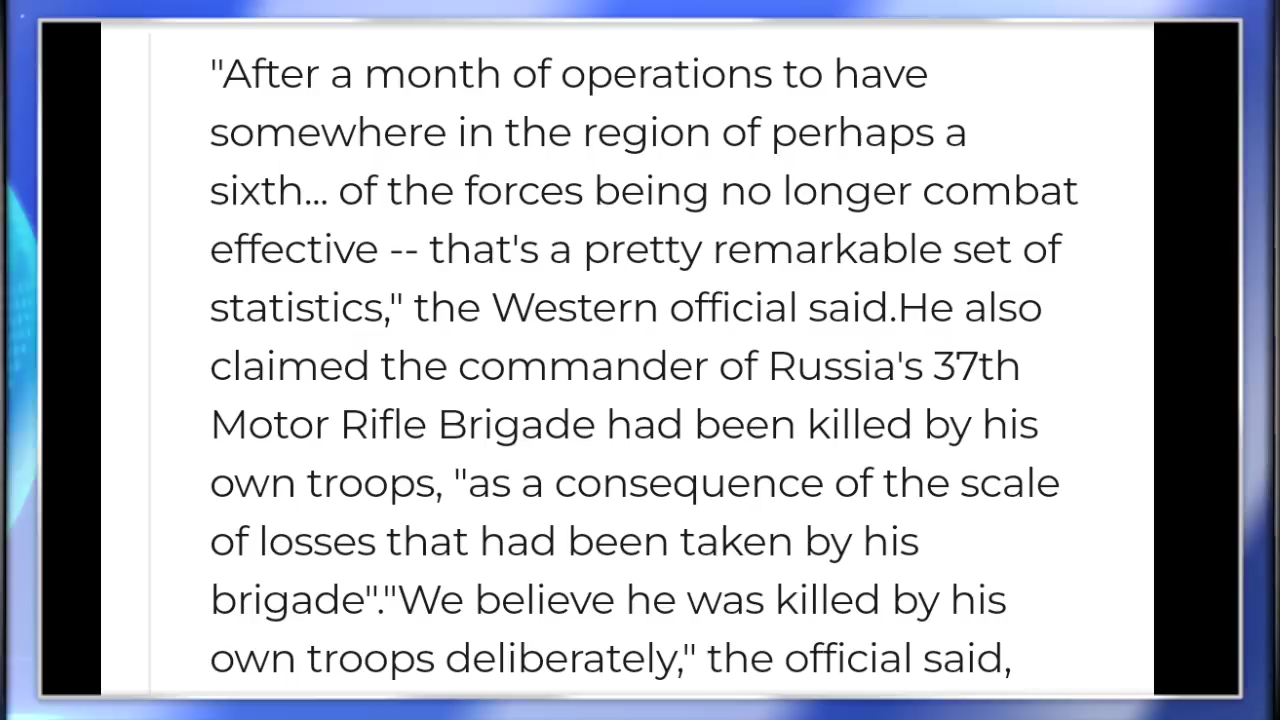 "After a month of operations to have
somewhere in the region of perhaps a
sixth... of the forces being no longer combat
effective -- that's a pretty remarkable set of
statistics," the Western official said.He also
claimed the commander of Russia's 37th
Motor Rifle Brigade had been killed by his
own troops, "as a consequence of the scale
of losses that had been taken by his
brigade"."We believe he was killed by his
own troops deliberately," the official said,